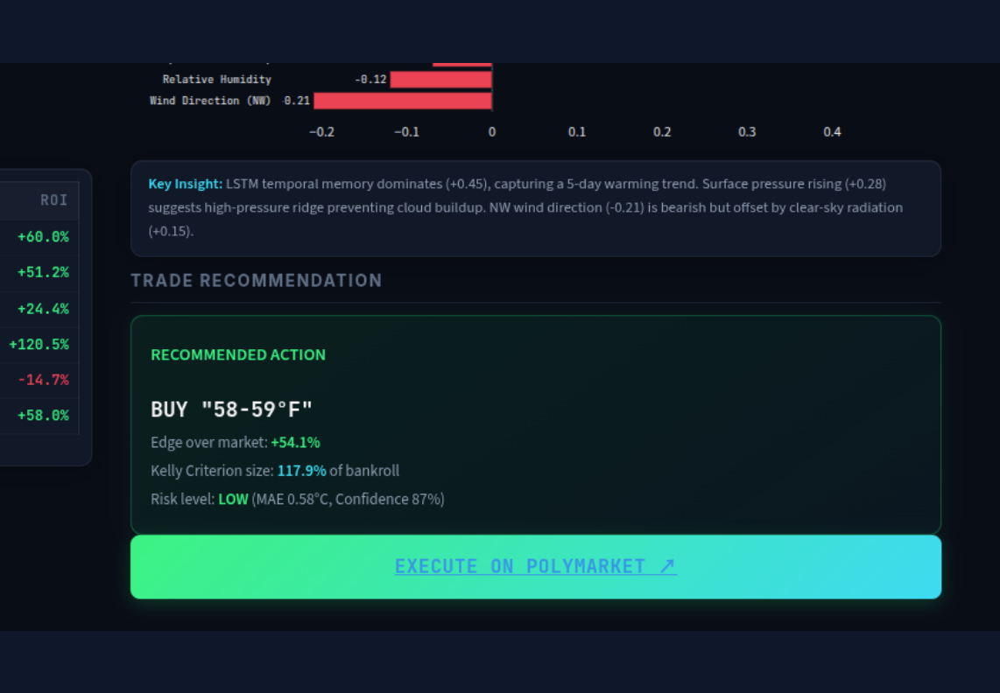 Relative Humidity -0.12
Wind Direction (NW) -0.21
−0.2 −0.1 0 0.1 0.2 0.3 0.4
Key Insight: LSTM temporal memory dominates (+0.45), capturing a 5-day warming trend. Surface pressure rising (+0.28)
suggests high-pressure ridge preventing cloud buildup. NW wind direction (-0.21) is bearish but offset by clear-sky radiation
(+0.15).
ROI
+60.0%
+51.2%
+24.4%
+120.5%
-14.7%
+58.0%
TRADE RECOMMENDATION
RECOMMENDED ACTION
BUY "58-59°F"
Edge over market: +54.1%
Kelly Criterion size: 117.9% of bankroll
Risk level: LOW (MAE 0.58°C, Confidence 87%)
EXECUTE ON POLYMARKET ↗